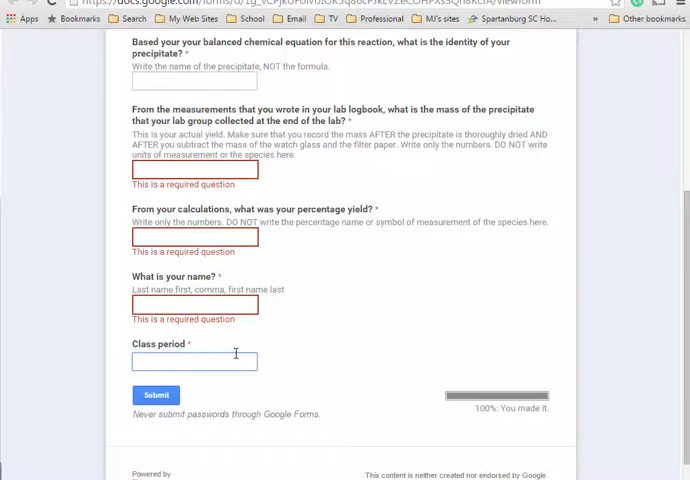 Apps
Bookmarks
My Web Sites
School
Email
TV
Professional
MJ's sites
Spartanburg SC Ho...
»
Other bookmarks
Based your your balanced chemical equation for this reaction, what is the identity of your
precipitate? *
Write the name of the precipitate, NOT the formula.
From the measurements that you wrote in your lab logbook, what is the mass of the precipitate
that your lab group collected at the end of the lab? *
This is your actual yield. Make sure that you record the mass AFTER the precipitate is thoroughly dried AND
AFTER you subtract the mass of the watch glass and the filter paper. Write only the numbers. DO NOT write
units of measurement or the species here.
This is a required question
From your calculations, what was your percentage yield? *
Write only the numbers. DO NOT write the percentage name or symbol of measurement of the species here.
This is a required question
What is your name? *
Last name first, comma, first name last
This is a required question
Class period *
Submit
100%: You made it.
Never submit passwords through Google Forms.
Powered by
This content is neither created nor endorsed by Google.